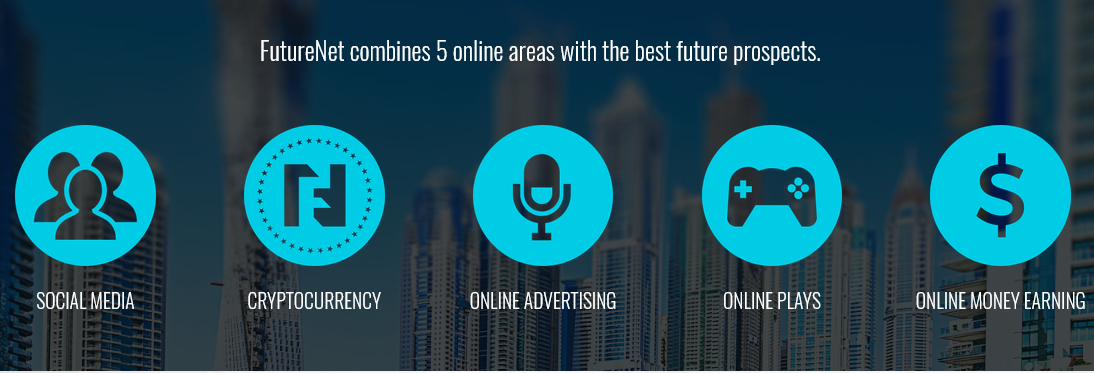 FutureNet combines 5 online areas with the best future prospects.
SOCIAL MEDIA
CRYPTOCURRENCY
ONLINE ADVERTISING
ONLINE PLAYS
ONLINE MONEY EARNING